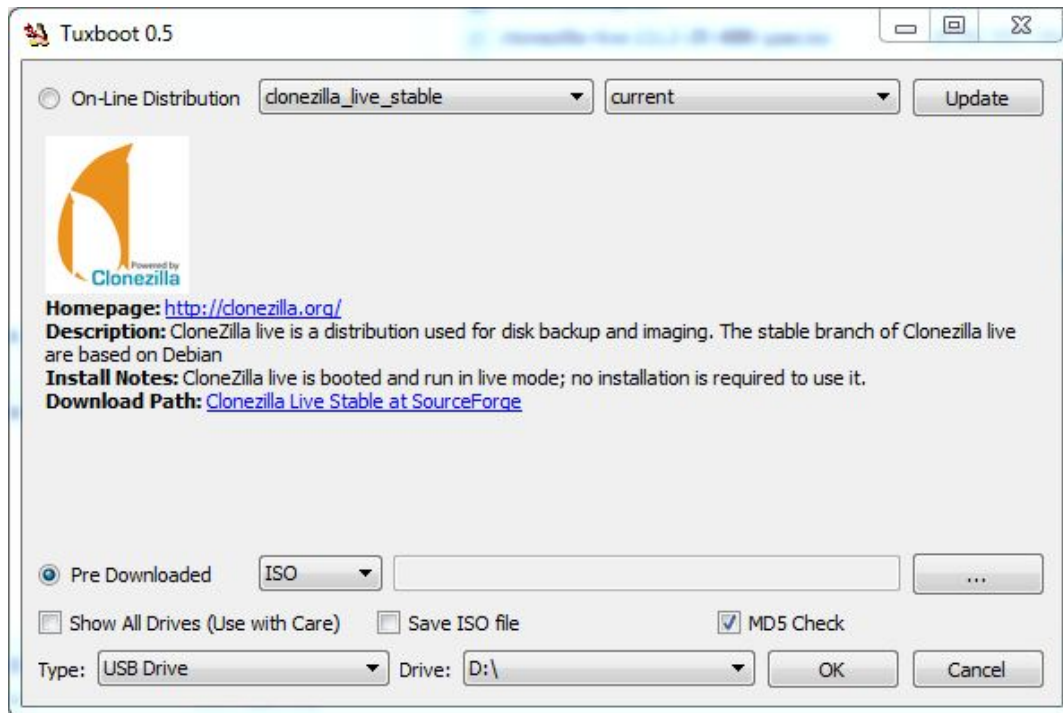 Tuxboot 0.5
On-Line Distribution clonezilla_live_stable current Update
Powered by
Clonezilla
Homepage: http://clonezilla.org/
Description: CloneZilla live is a distribution used for disk backup and imaging. The stable branch of Clonezilla live
are based on Debian
Install Notes: CloneZilla live is booted and run in live mode; no installation is required to use it.
Download Path: Clonezilla Live Stable at SourceForge
Pre Downloaded ISO ...
Show All Drives (Use with Care) Save ISO file MD5 Check
Type: USB Drive Drive: D:\ OK Cancel